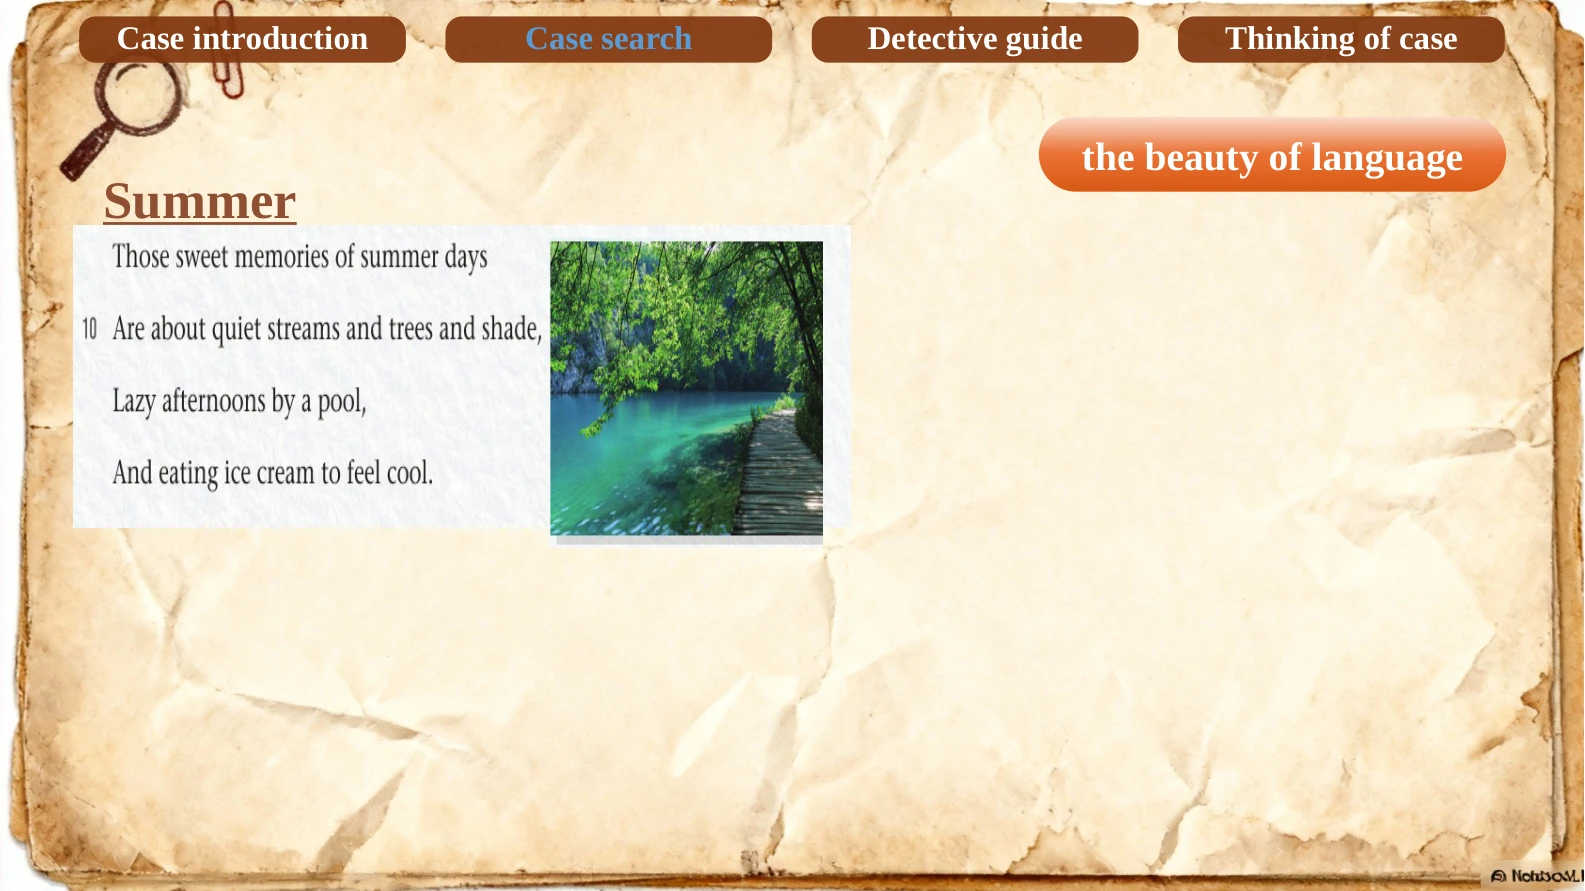 Case introduction
Case search
Detective guide
Thinking of case
the beauty of language
Summer
Those sweet memories of summer days
10 Are about quiet streams and trees and shade,
Lazy afternoons by a pool,
And eating ice cream to feel cool.